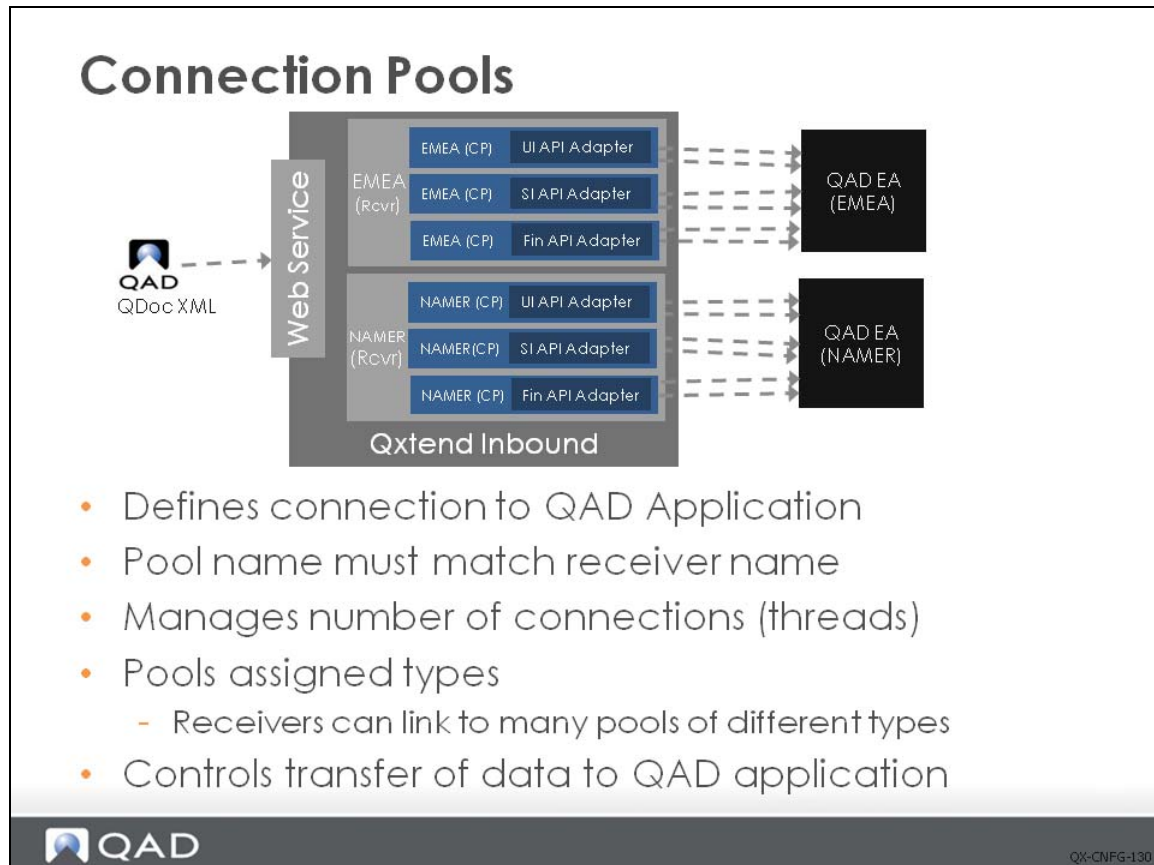 Connection Pools
QAD
QDoc XML
Web Service
EMEA
(Rcvr)
EMEA (CP) UI API Adapter
EMEA (CP) SI API Adapter
EMEA (CP) Fin API Adapter
NAMER
(Rcvr)
NAMER (CP) UI API Adapter
NAMER(CP) SI API Adapter
NAMER (CP) Fin API Adapter
Qxtend Inbound
QAD EA
(EMEA)
QAD EA
(NAMER)
• Defines connection to QAD Application
• Pool name must match receiver name
• Manages number of connections (threads)
• Pools assigned types
- Receivers can link to many pools of different types
• Controls transfer of data to QAD application
QAD
QX-CNFG-130